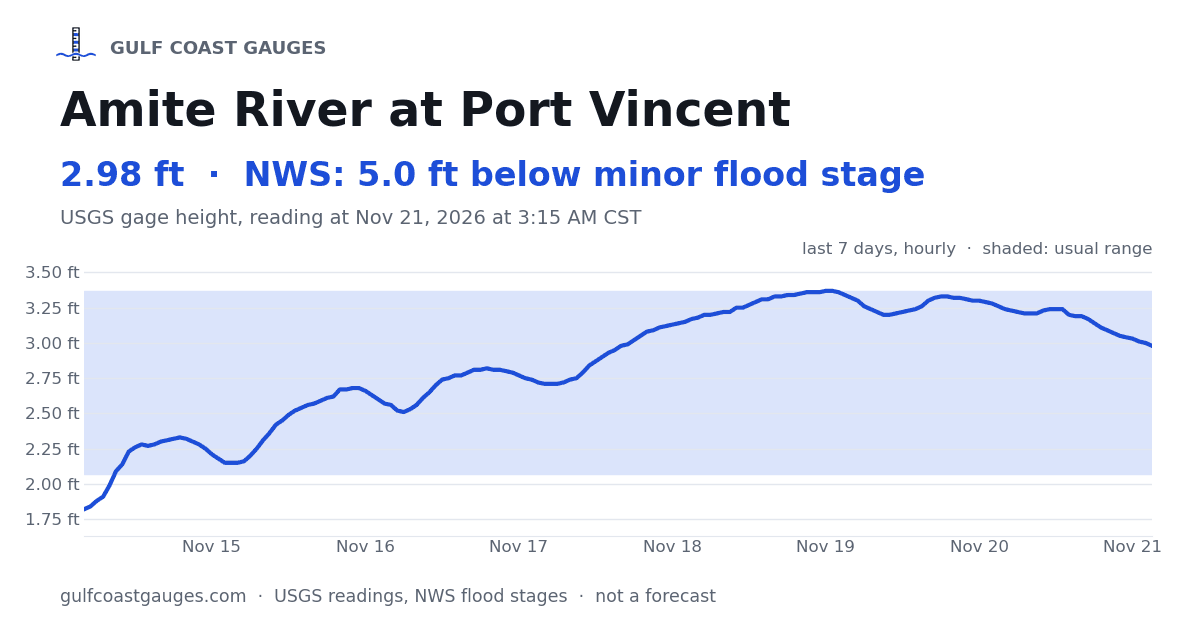 GULF COAST GAUGES
Amite River at Port Vincent
2.98 ft · NWS: 5.0 ft below minor flood stage
USGS gage height, reading at Nov 21, 2026 at 3:15 AM CST
last 7 days, hourly · shaded: usual range
3.50 ft
3.25 ft
3.00 ft
2.75 ft
2.50 ft
2.25 ft
2.00 ft
1.75 ft
Nov 15 Nov 16 Nov 17 Nov 18 Nov 19 Nov 20 Nov 21
gulfcoastgauges.com · USGS readings, NWS flood stages · not a forecast